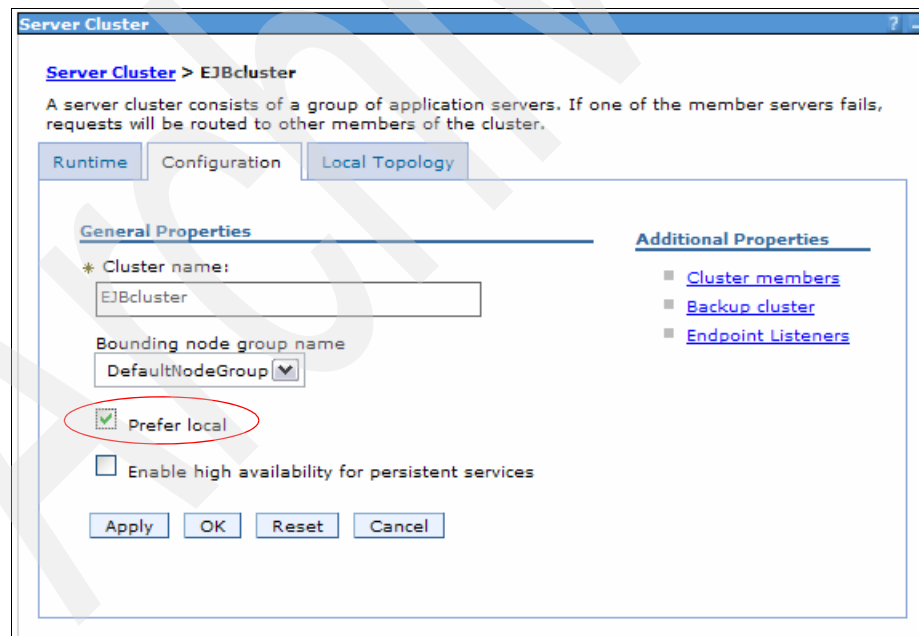 Server Cluster ? -
Server Cluster > EJBcluster
A server cluster consists of a group of application servers. If one of the member servers fails,
requests will be routed to other members of the cluster.
Runtime Configuration Local Topology
General Properties
Additional Properties
* Cluster name:
EJBcluster
Cluster members
Backup cluster
Endpoint Listeners
Bounding node group name
DefaultNodeGroup
Prefer local
Enable high availability for persistent services
Apply OK Reset Cancel